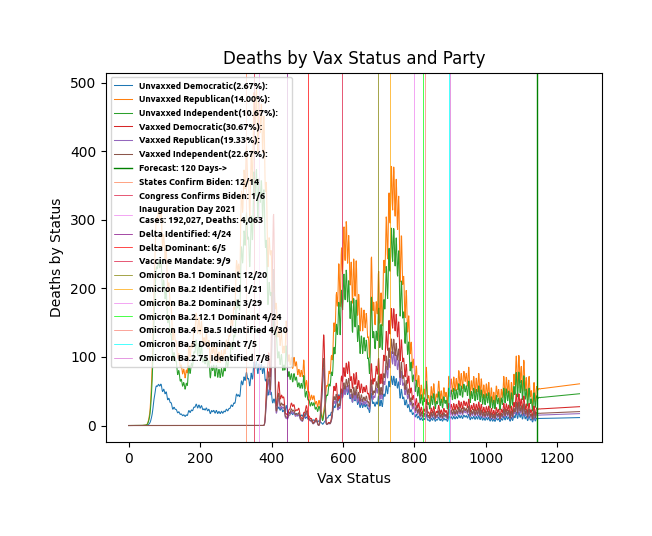 Deaths by Vax Status and Party
Deaths by Status
500
400
300
200
100
0
Unvaxxed Democratic(2.67%):
Unvaxxed Republican(14.00%):
Unvaxxed Independent(10.67%):
Vaxxed Democratic(30.67%):
Vaxxed Republican(19.33%):
Vaxxed Independent(22.67%):
Forecast: 120 Days->
States Confirm Biden: 12/14
Congress Confirms Biden: 1/6
Inauguration Day 2021
Cases: 192,027, Deaths: 4,063
Delta Identified: 4/24
Delta Dominant: 6/5
Vaccine Mandate: 9/9
Omicron Ba.1 Dominant 12/20
Omicron Ba.2 Identified 1/21
Omicron Ba.2 Dominant 3/29
Omicron Ba.2.12.1 Dominant 4/24
Omicron Ba.4 - Ba.5 Identified 4/30
Omicron Ba.5 Dominant 7/5
Omicron Ba.2.75 Identified 7/8
0 200 400 600 800 1000 1200
Vax Status